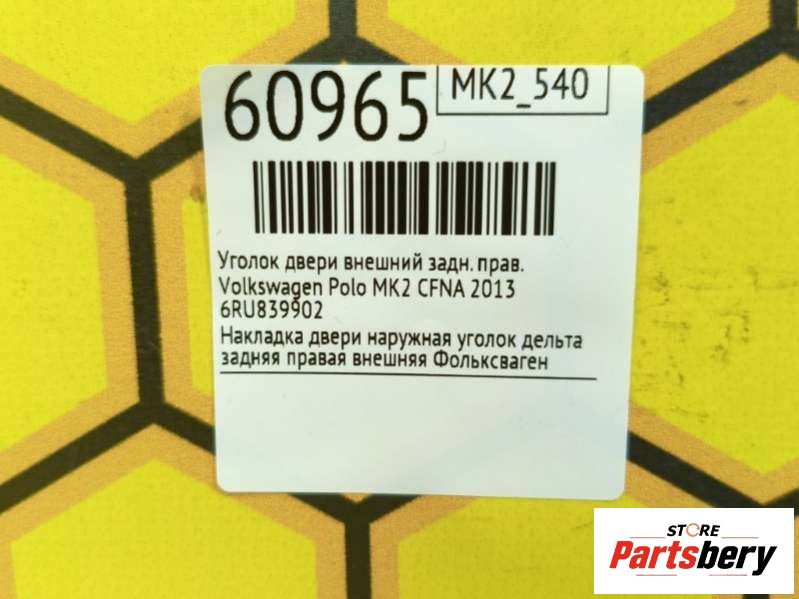 60965
MK2_540
Уголок двери внешний задн. прав.
Volkswagen Polo MK2 CFNA 2013
6RU839902
Накладка двери наружная уголок дельта
задняя правая внешняя Фольксваген
STORE
Partsbery